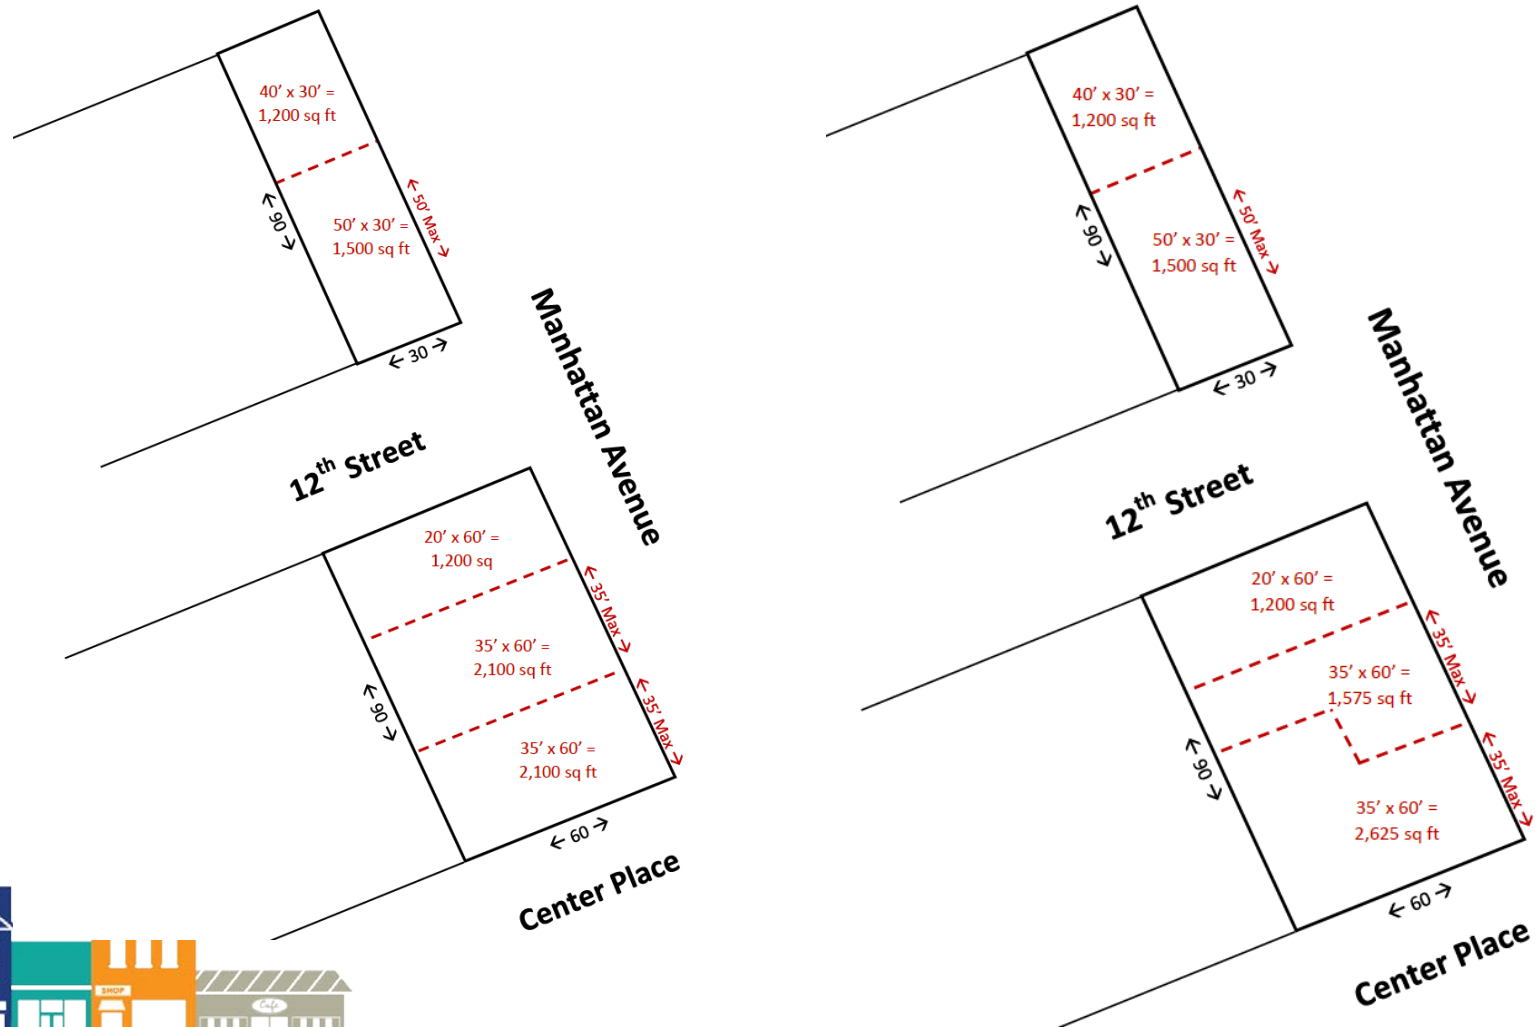 40’ x 30’ =
1,200 sq ft
← 90 →
50’ x 30’ =
1,500 sq ft
← 50’ Max →
← 30 →
12th Street
Manhattan Avenue
20’ x 60’ =
1,200 sq
← 35’ Max →
35’ x 60’ =
2,100 sq ft
← 90 →
← 35’ Max →
35’ x 60’ =
2,100 sq ft
← 60 →
Center Place
SHOP
Café
40’ x 30’ =
1,200 sq ft
← 90 →
50’ x 30’ =
1,500 sq ft
← 50’ Max →
← 30 →
12th Street
Manhattan Avenue
20’ x 60’ =
1,200 sq ft
← 35’ Max →
35’ x 60’ =
1,575 sq ft
← 90 →
← 35’ Max →
35’ x 60’ =
2,625 sq ft
← 60 →
Center Place